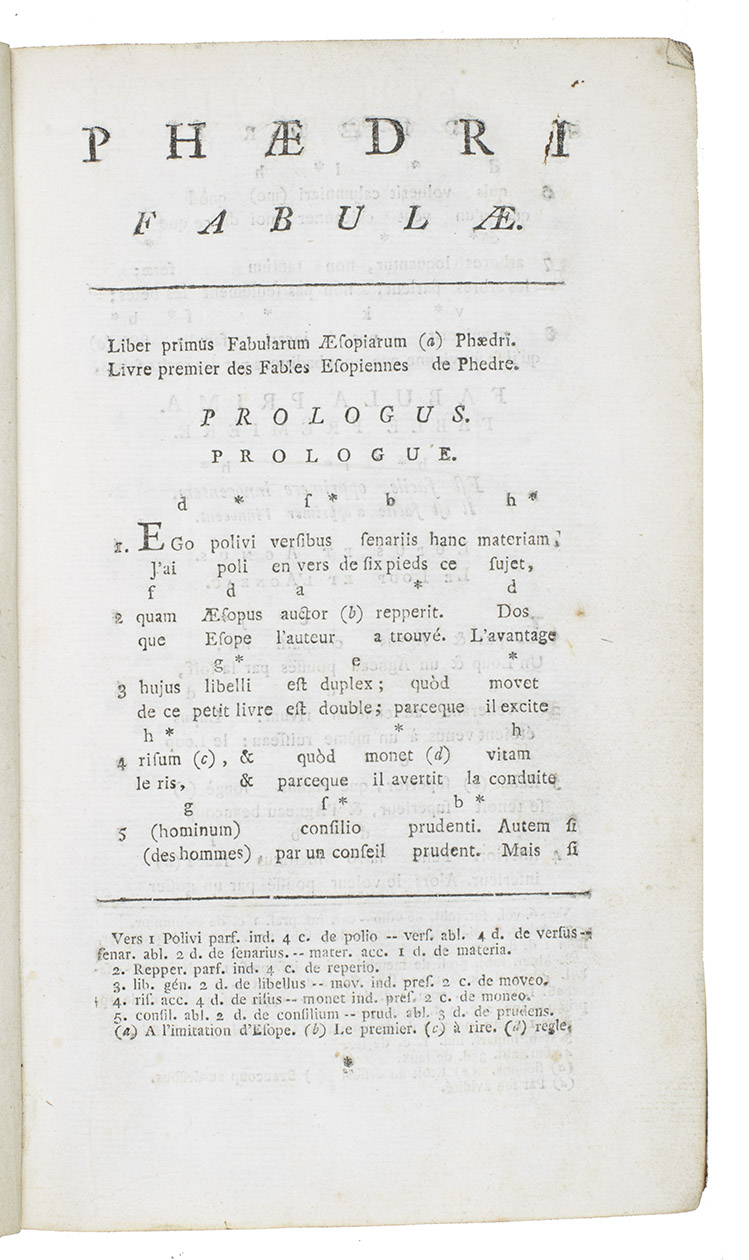 PHÆDRI
FABULÆ.
Liber primus Fabularum Æſopiarum (a) Phædri.
Livre premier des Fables Eſopiennes de Phedre.
PROLOGUS.
PROLOGUE.
d * ſ * b h *
1. EGo polivi verſibus ſenariis hanc materiam,
J'ai poli en vers de ſix pieds ce ſujet,
f d a * d
2 quam Æſopus auctor (b) repperit. Dos
que Eſope l'auteur a trouvé. L'avantage
g * e *
3 hujus libelli eſt duplex; quòd movet
de ce petit livre eſt double; parceque il excite
h * * h
4 riſum (c), & quòd monet (d) vitam
le ris, & parceque il avertit la conduite
g ſ * b *
5 (hominum) conſilio prudenti. Autem ſi
(des hommes) par un conſeil prudent. Mais ſi
Vers 1 Polivi parſ. ind. 4 c. de polio -- verſ. abl. 4 d. de verſus --
ſenar. abl. 2 d. de ſenarius. -- mater. acc. 1 d. de materia.
2. Repper. parſ. ind. 4 c. de reperio.
3. lib. gén. 2 d. de libellus -- mov. ind. preſ. 2 c. de moveo.
4. riſ. acc. 4 d. de riſus -- monet ind. preſ. 2 c. de moneo.
5. conſil. abl. 2 d. de conſilium -- prud. abl. 3 d. de prudens.
(a) A l'imitation d'Eſope. (b) Le premier. (c) à rire. (d) regle.
*